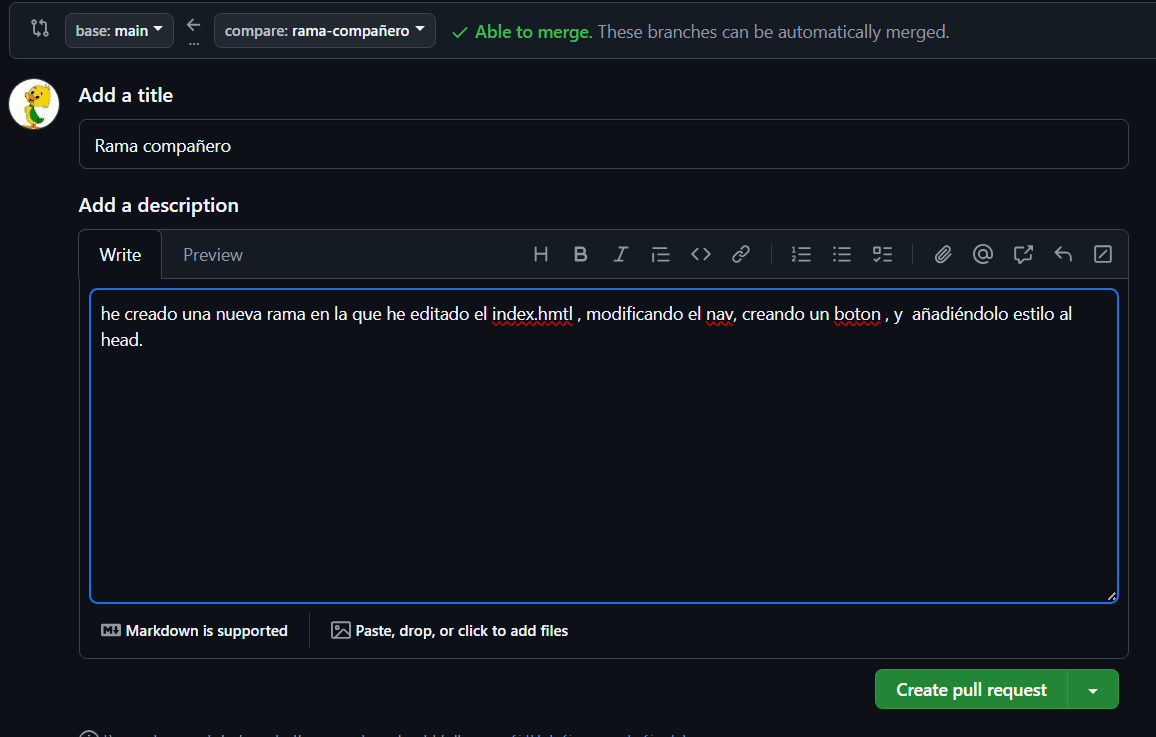 base: main compare: rama-compañero Able to merge. These branches can be automatically merged.
Add a title
Rama compañero
Add a description
Write Preview
he creado una nueva rama en la que he editado el index.hmtl , modificando el nav, creando un boton , y añadiéndolo estilo al
head.
Markdown is supported Paste, drop, or click to add files
Create pull request